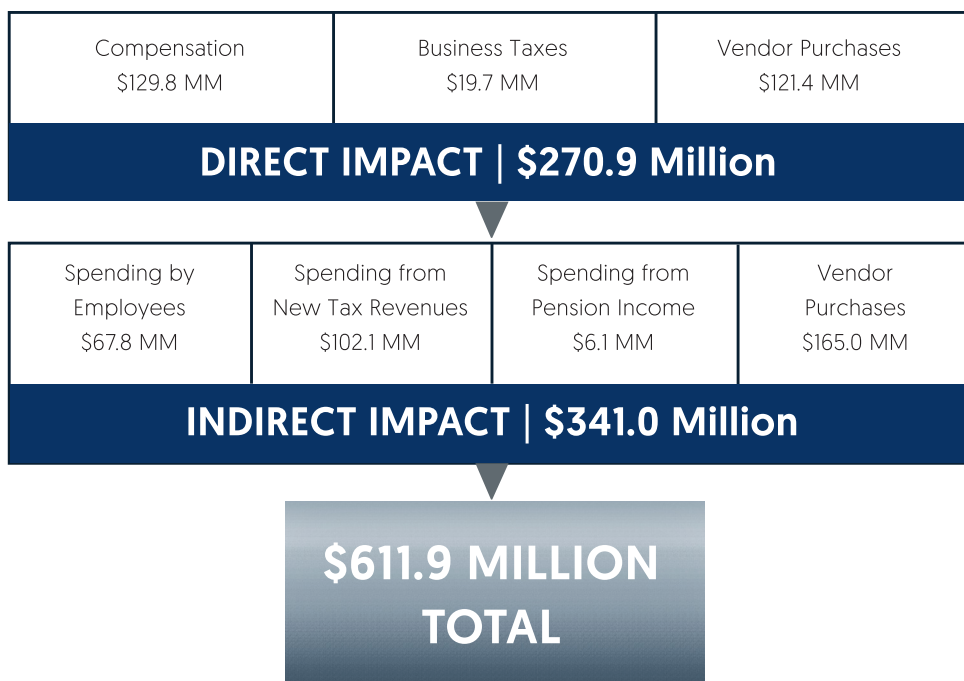 Compensation
$129.8 MM
Business Taxes
$19.7 MM
Vendor Purchases
$121.4 MM
DIRECT IMPACT | $270.9 Million
Spending by
Employees
$67.8 MM
Spending from
New Tax Revenues
$102.1 MM
Spending from
Pension Income
$6.1 MM
Vendor
Purchases
$165.0 MM
INDIRECT IMPACT | $341.0 Million
$611.9 MILLION
TOTAL